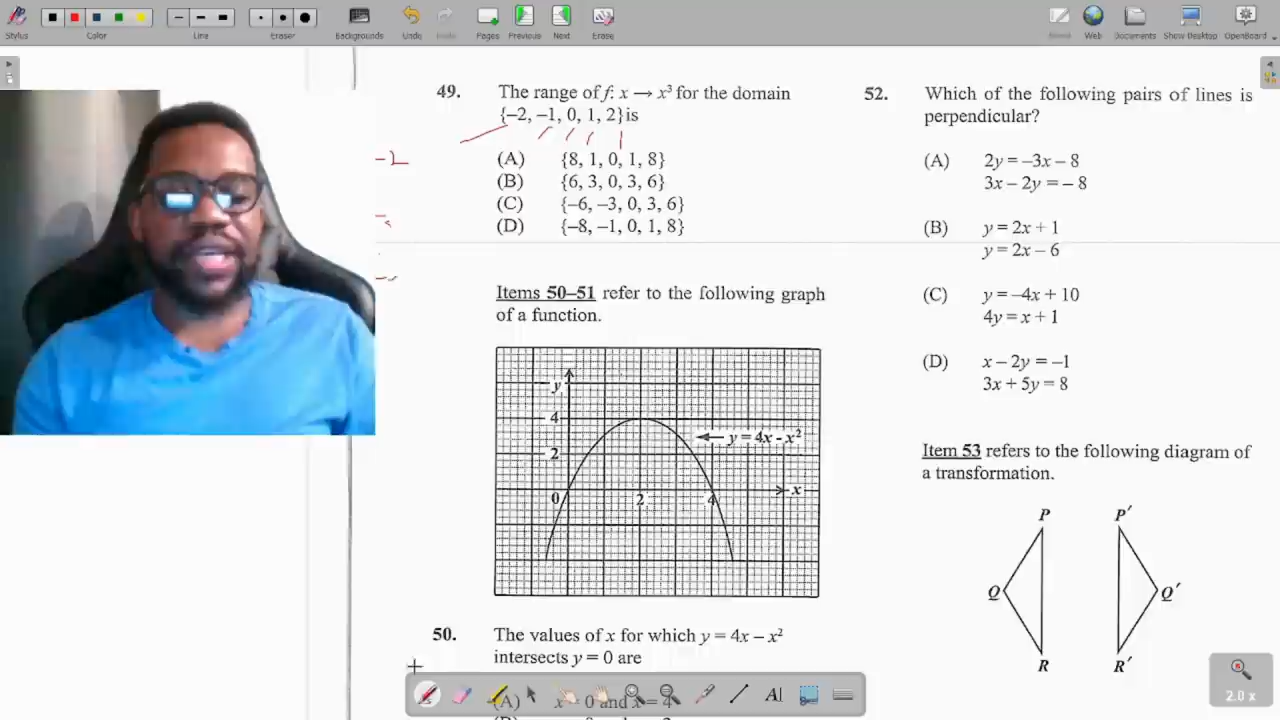 Stylus
Color
Line
Eraser
Backgrounds
Undo
Redo
Pages
Previous
Next
Erase
Board
Web
Documents
Show Desktop
OpenBoard
49. The range of f: x → x³ for the domain
{–2, –1, 0, 1, 2} is
(A) {8, 1, 0, 1, 8}
(B) {6, 3, 0, 3, 6}
(C) {–6, –3, 0, 3, 6}
(D) {–8, –1, 0, 1, 8}
–2
Items 50–51 refer to the following graph
of a function.
y
4
2
0
2
4
x
y = 4x - x²
50. The values of x for which y = 4x – x²
intersects y = 0 are
(A) x = 0 and x = 4
52. Which of the following pairs of lines is
perpendicular?
(A) 2y = –3x – 8
3x – 2y = – 8
(B) y = 2x + 1
y = 2x – 6
(C) y = –4x + 10
4y = x + 1
(D) x – 2y = –1
3x + 5y = 8
Item 53 refers to the following diagram of
a transformation.
P P′
Q Q′
R R′
AI
2.0 x